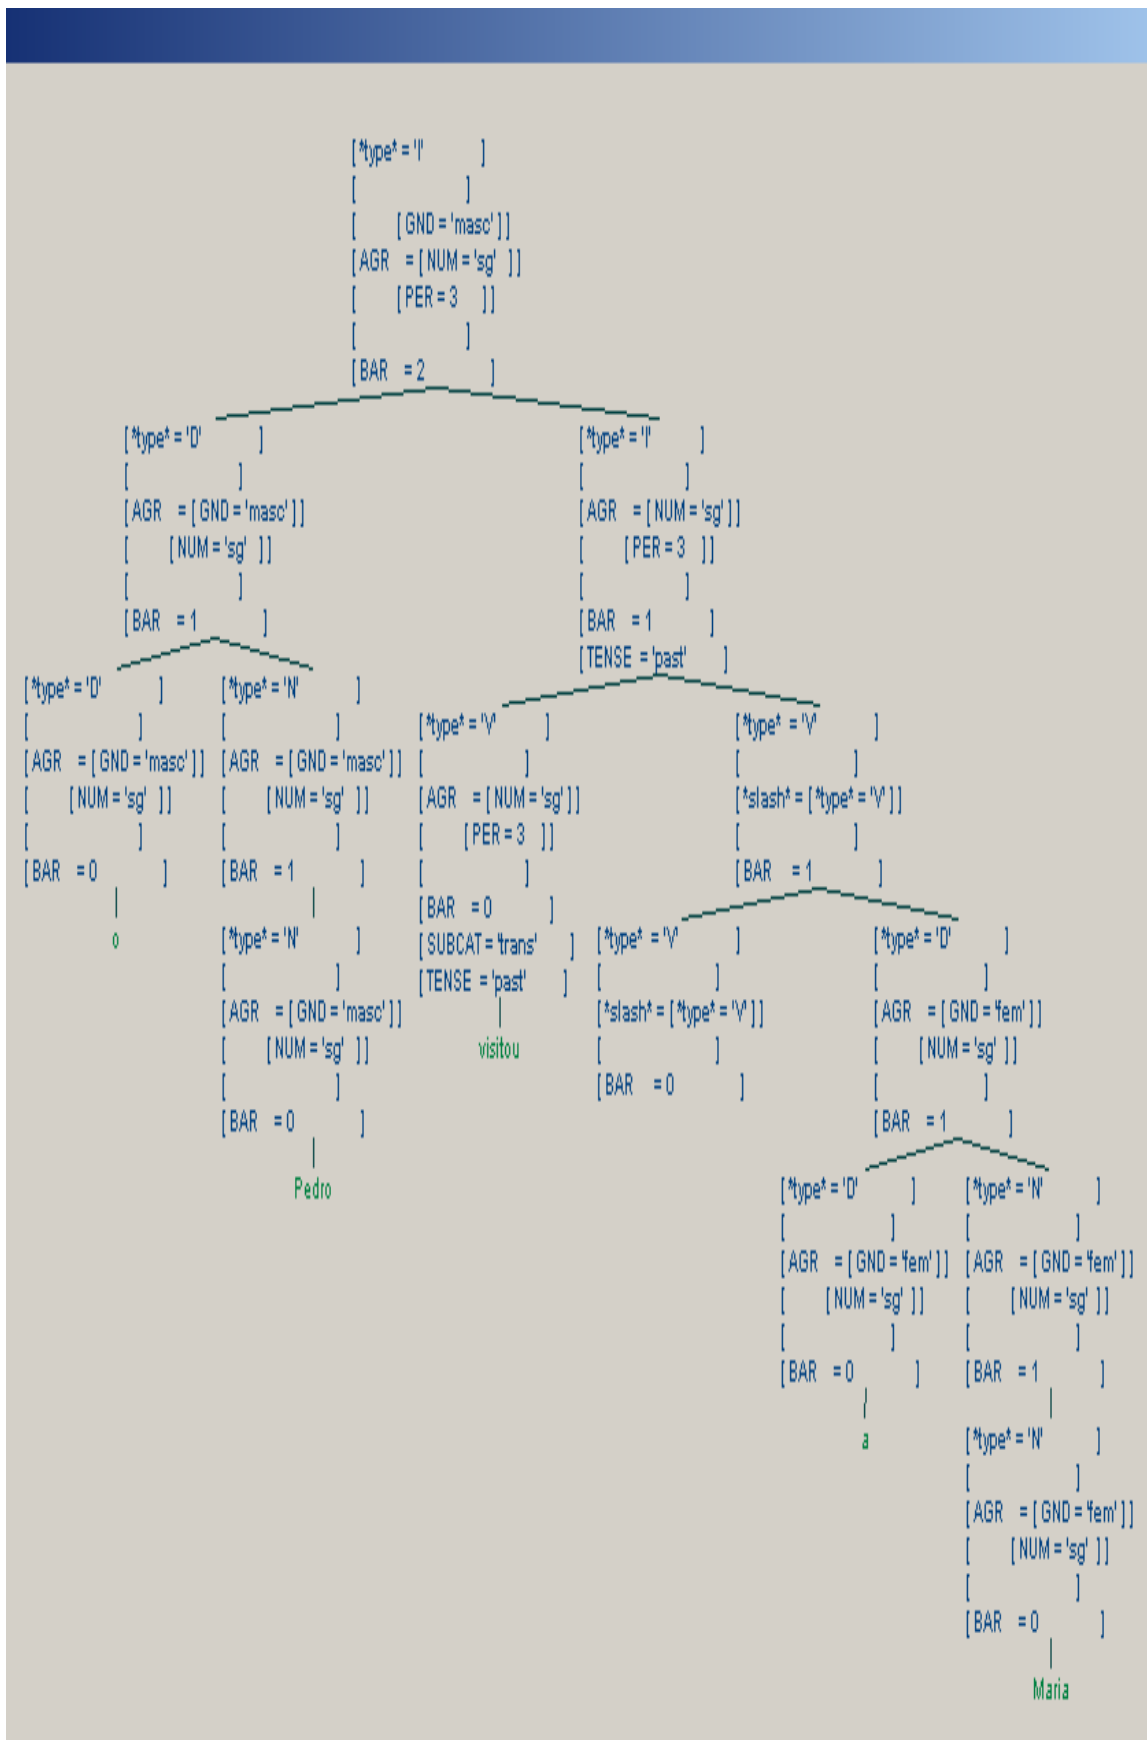 [ *type* = 'I' ]
[ ]
[ [ GND = 'masc' ] ]
[ AGR = [ NUM = 'sg' ] ]
[ [ PER = 3 ] ]
[ ]
[ BAR = 2 ]
[ *type* = 'D' ]
[ ]
[ AGR = [ GND = 'masc' ] ]
[ [ NUM = 'sg' ] ]
[ ]
[ BAR = 1 ]
[ *type* = 'I' ]
[ ]
[ AGR = [ NUM = 'sg' ] ]
[ [ PER = 3 ] ]
[ ]
[ BAR = 1 ]
[ TENSE = 'past' ]
[ *type* = 'D' ]
[ ]
[ AGR = [ GND = 'masc' ] ]
[ [ NUM = 'sg' ] ]
[ ]
[ BAR = 0 ]
o
[ *type* = 'N' ]
[ ]
[ AGR = [ GND = 'masc' ] ]
[ [ NUM = 'sg' ] ]
[ ]
[ BAR = 1 ]
[ *type* = 'N' ]
[ ]
[ AGR = [ GND = 'masc' ] ]
[ [ NUM = 'sg' ] ]
[ ]
[ BAR = 0 ]
Pedro
[ *type* = 'V' ]
[ ]
[ AGR = [ NUM = 'sg' ] ]
[ [ PER = 3 ] ]
[ ]
[ BAR = 0 ]
[ SUBCAT = 'trans' ]
[ TENSE = 'past' ]
visitou
[ *type* = 'V' ]
[ ]
[ *slash* = [ *type* = 'V' ] ]
[ ]
[ BAR = 1 ]
[ *type* = 'V' ]
[ ]
[ *slash* = [ *type* = 'V' ] ]
[ ]
[ BAR = 0 ]
[ *type* = 'D' ]
[ ]
[ AGR = [ GND = 'fem' ] ]
[ [ NUM = 'sg' ] ]
[ ]
[ BAR = 1 ]
[ *type* = 'D' ]
[ ]
[ AGR = [ GND = 'fem' ] ]
[ [ NUM = 'sg' ] ]
[ ]
[ BAR = 0 ]
a
[ *type* = 'N' ]
[ ]
[ AGR = [ GND = 'fem' ] ]
[ [ NUM = 'sg' ] ]
[ ]
[ BAR = 1 ]
[ *type* = 'N' ]
[ ]
[ AGR = [ GND = 'fem' ] ]
[ [ NUM = 'sg' ] ]
[ ]
[ BAR = 0 ]
Maria